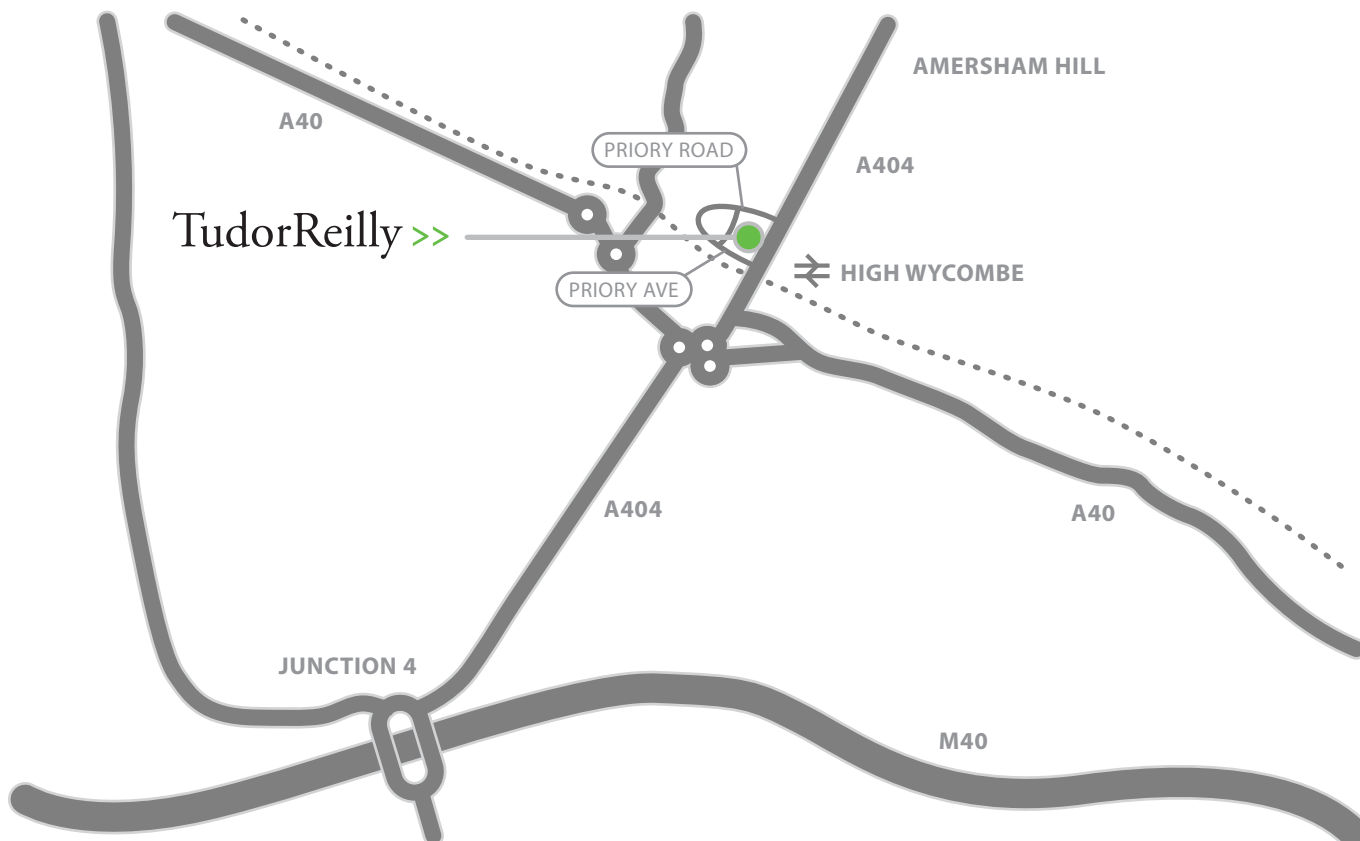 AMERSHAM HILL
A40
PRIORY ROAD
A404
TudorReilly >>
HIGH WYCOMBE
PRIORY AVE
A404
A40
JUNCTION 4
M40